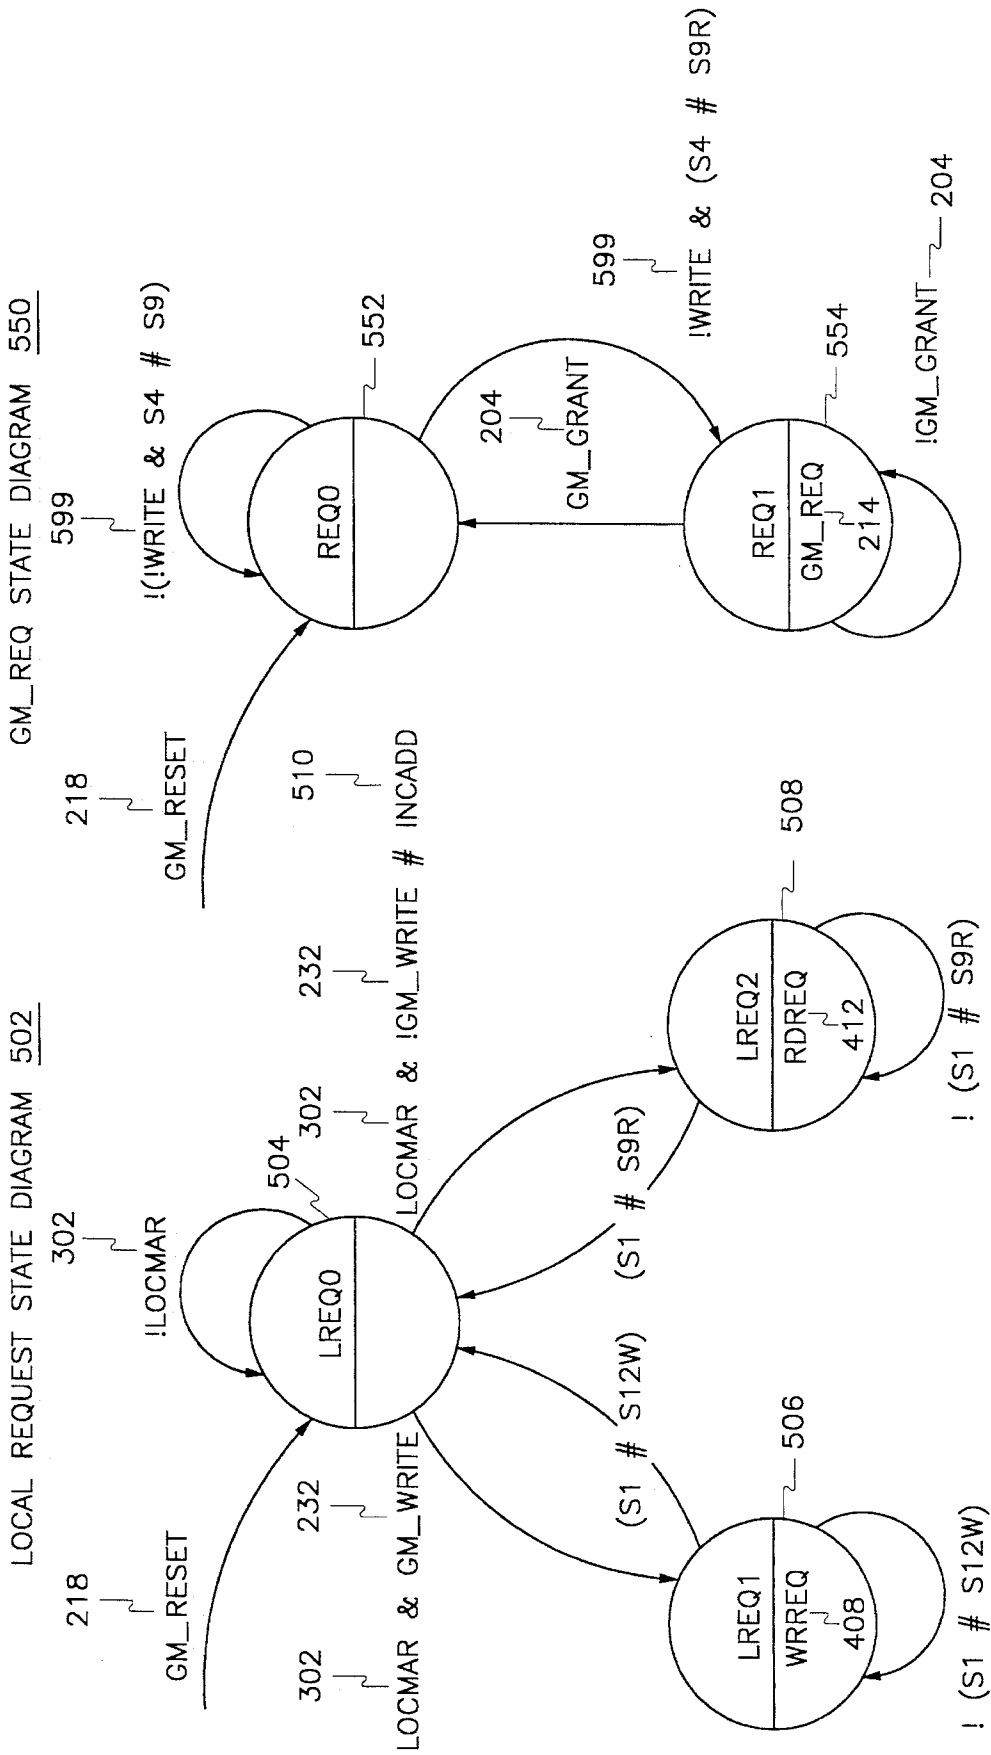 LOCAL REQUEST STATE DIAGRAM 502
218
GM_RESET
302
!LOCMAR
504
LREQ0
302
232
LOCMAR & GM_WRITE
302
232
510
LOCMAR & !GM_WRITE # INCADD
(S1 # S12W)
(S1 # S9R)
506
LREQ1
WRREQ
408
! (S1 # S12W)
508
LREQ2
RDREQ
412
! (S1 # S9R)
GM_REQ STATE DIAGRAM 550
218
GM_RESET
599
!(!WRITE & S4 # S9)
552
REQ0
204
GM_GRANT
599
!WRITE & (S4 # S9R)
554
REQ1
GM_REQ
214
!GM_GRANT 204